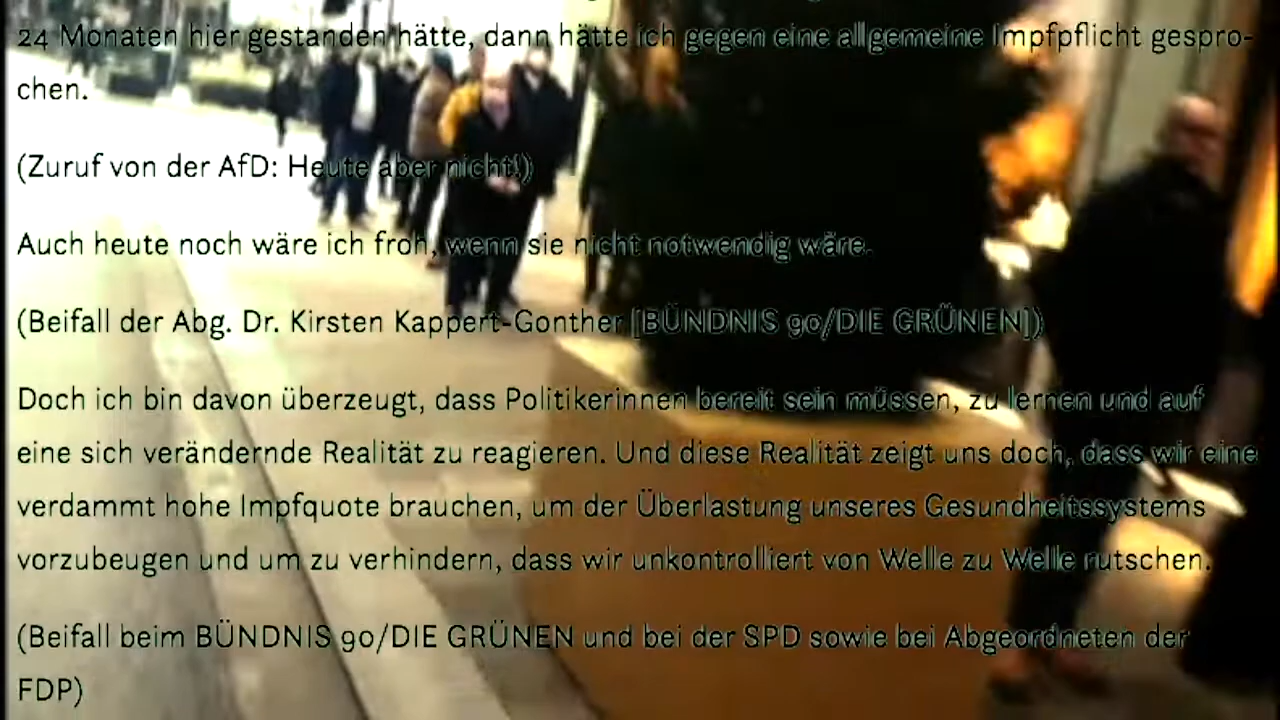 24 Monaten hier gestanden hätte, dann hätte ich gegen eine allgemeine Impfpflicht gespro-
chen.
(Zuruf von der AfD: Heute aber nicht!)
Auch heute noch wäre ich froh, wenn sie nicht notwendig wäre.
(Beifall der Abg. Dr. Kirsten Kappert-Gonther [BÜNDNIS 90/DIE GRÜNEN])
Doch ich bin davon überzeugt, dass Politikerinnen bereit sein müssen, zu lernen und auf
eine sich verändernde Realität zu reagieren. Und diese Realität zeigt uns doch, dass wir eine
verdammt hohe Impfquote brauchen, um der Überlastung unseres Gesundheitssystems
vorzubeugen und um zu verhindern, dass wir unkontrolliert von Welle zu Welle rutschen.
(Beifall beim BÜNDNIS 90/DIE GRÜNEN und bei der SPD sowie bei Abgeordneten der
FDP)